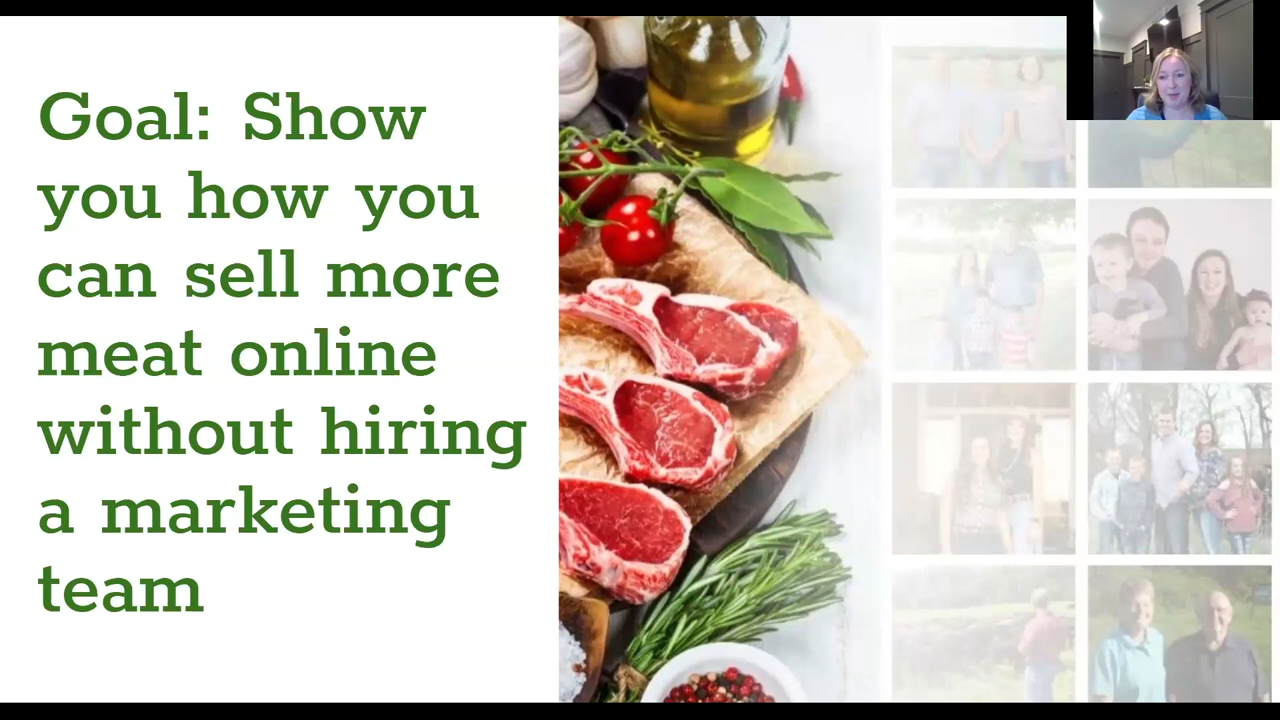 Goal: Show
you how you
can sell more
meat online
without hiring
a marketing
team